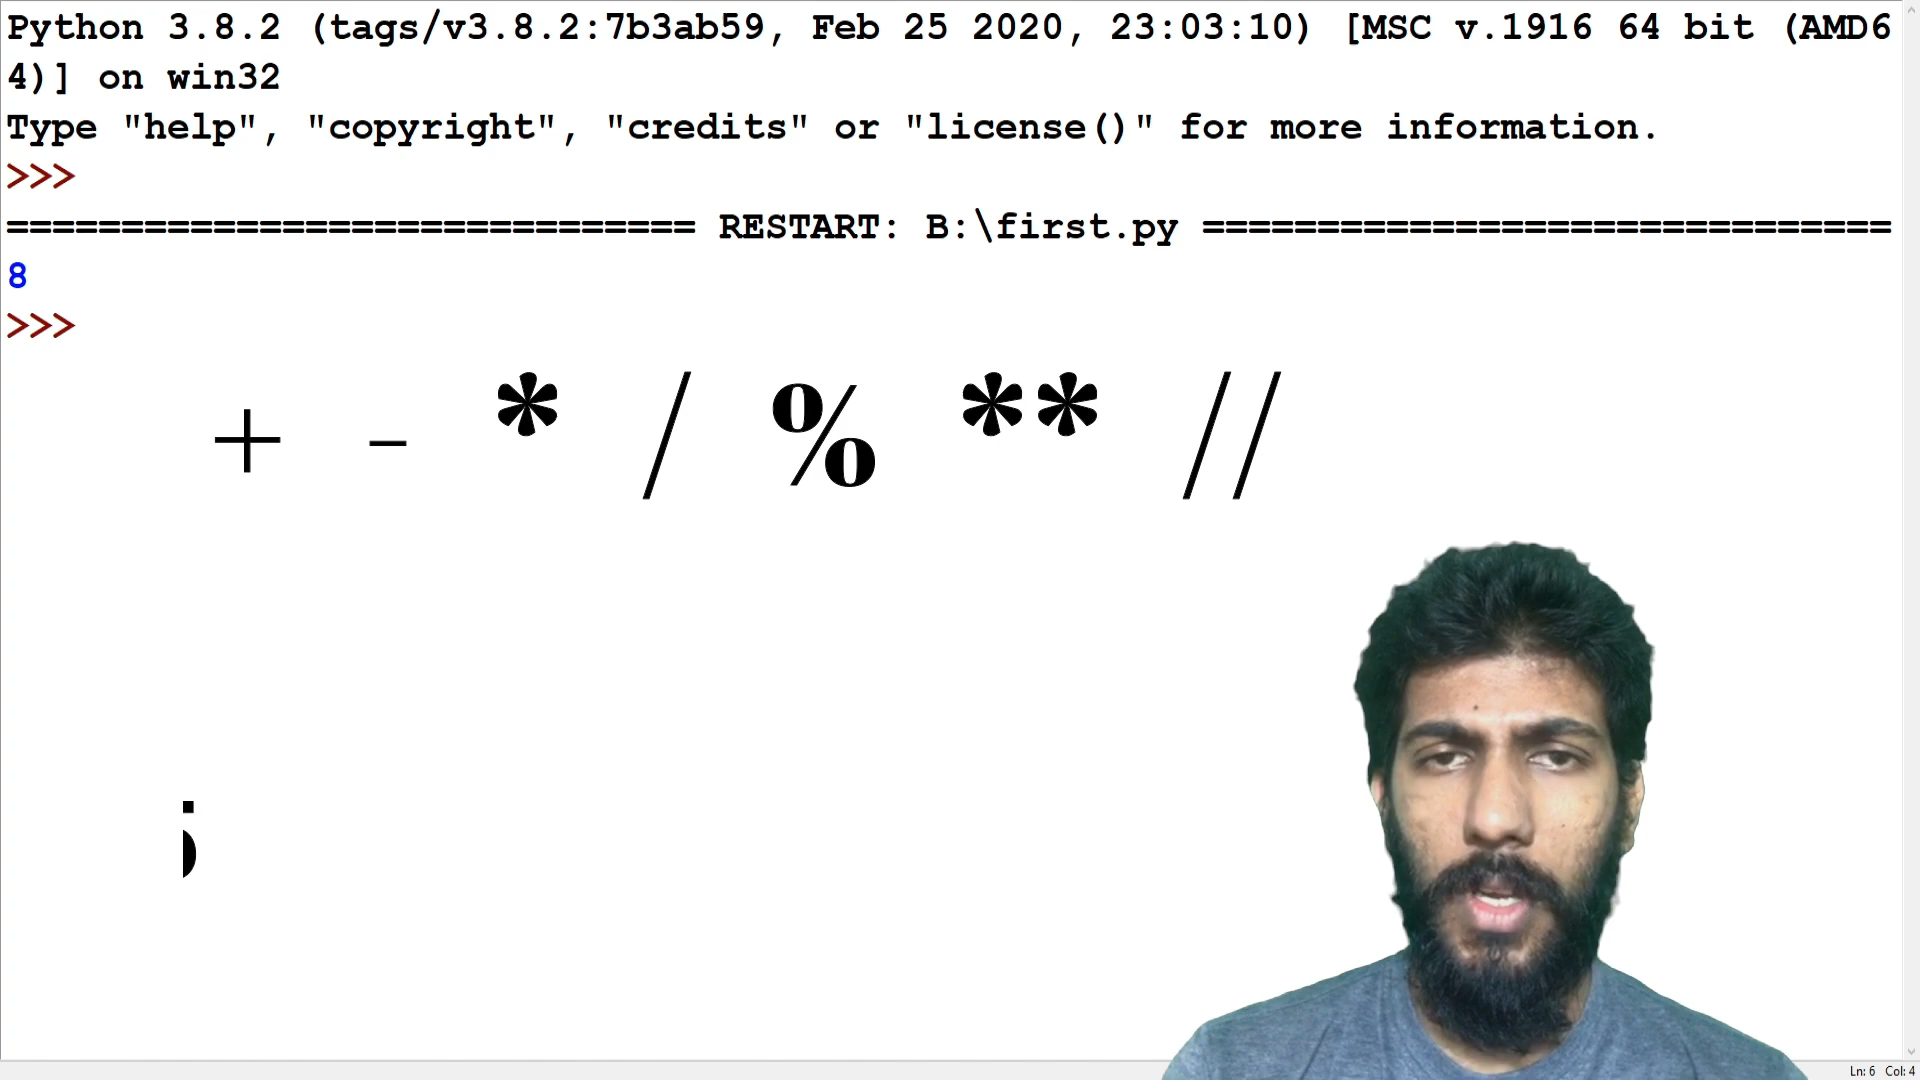 Python 3.8.2 (tags/v3.8.2:7b3ab59, Feb 25 2020, 23:03:10) [MSC v.1916 64 bit (AMD6
4)] on win32
Type "help", "copyright", "credits" or "license()" for more information.
>>>
============================== RESTART: B:\first.py ==============================
8
>>>
+ - * / % ** //
Ln: 6 Col: 4